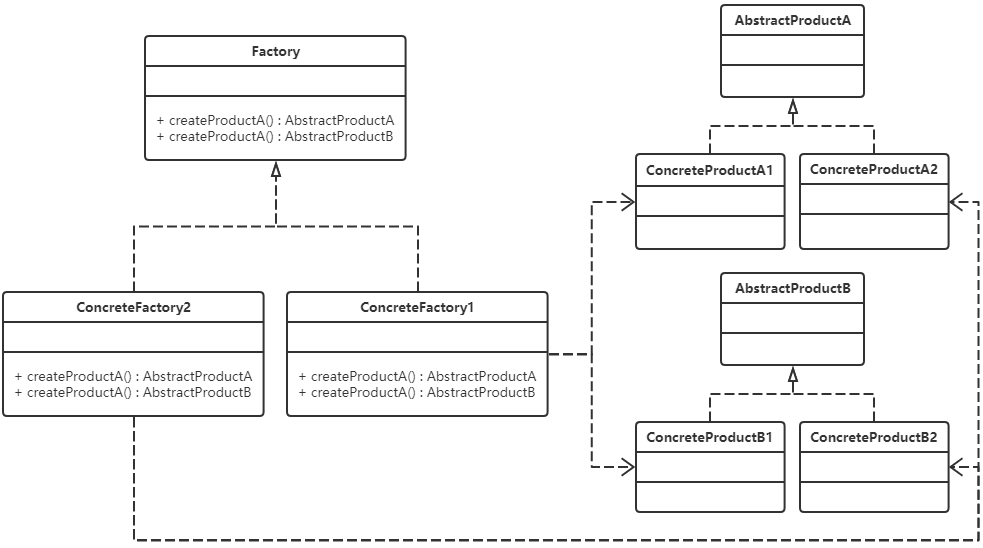 AbstractProductA
Factory
+ createProductA() : AbstractProductA
+ createProductA() : AbstractProductB
ConcreteProductA1
ConcreteProductA2
AbstractProductB
ConcreteFactory2
+ createProductA() : AbstractProductA
+ createProductA() : AbstractProductB
ConcreteFactory1
+ createProductA() : AbstractProductA
+ createProductA() : AbstractProductB
ConcreteProductB1
ConcreteProductB2